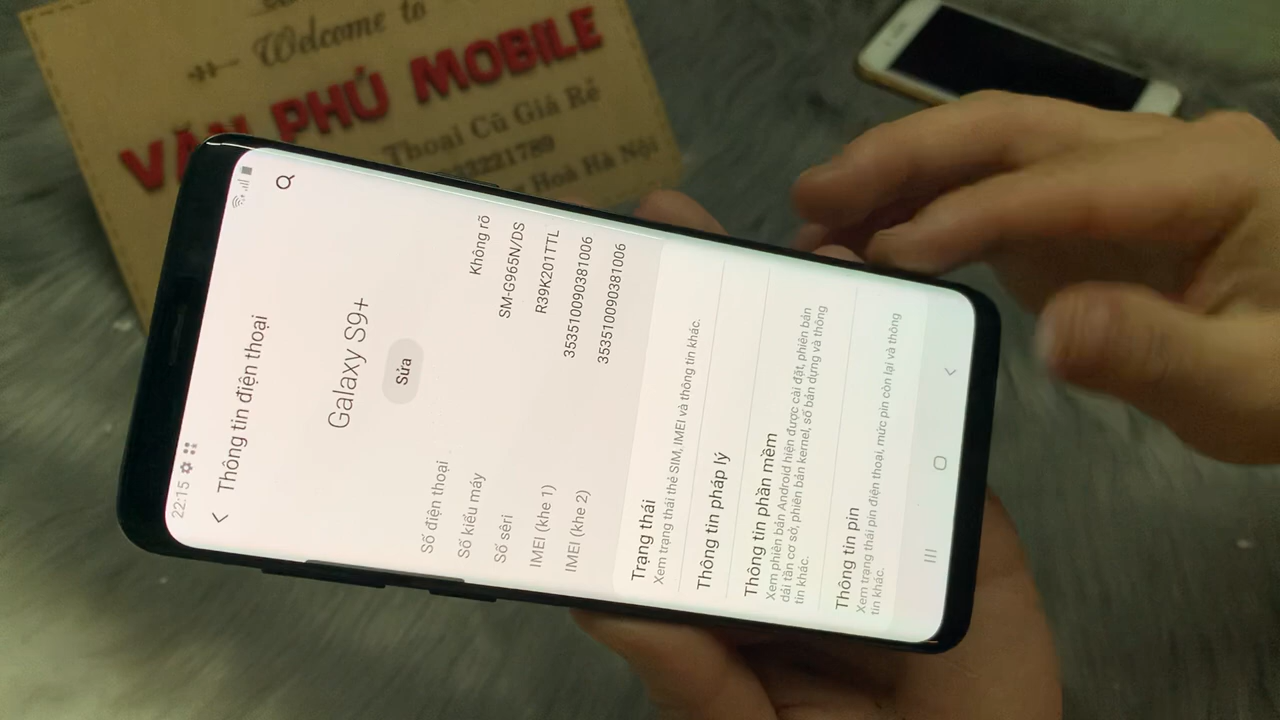 Welcome to
VĂN PHÚ MOBILE
Thoại Cũ Giá Rẻ
Hoà Hà Nội
22:15
Thông tin điện thoại
Galaxy S9+
Sửa
Số điện thoại Không rõ
Số kiểu máy SM-G965N/DS
Số sêri R39K201TTL
IMEI (khe 1) 353510090381006
IMEI (khe 2) 353510090381006
Trạng thái
Xem trạng thái thẻ SIM, IMEI và thông tin khác.
Thông tin pháp lý
Thông tin phần mềm
Xem phiên bản Android hiện được cài đặt, phiên bản
dải tần cơ sở, phiên bản kernel, số bản dựng và thông
tin khác.
Thông tin pin
Xem trạng thái pin điện thoại, mức pin còn lại và thông
tin khác.